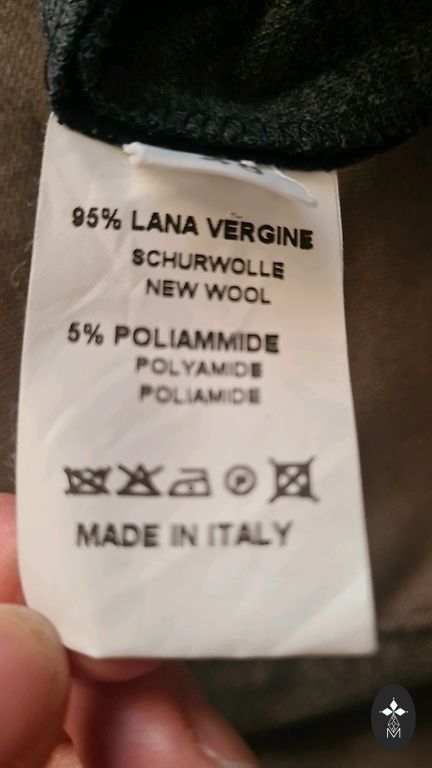 95% LANA VERGINE
SCHURWOLLE
NEW WOOL
5% POLIAMMIDE
POLYAMIDE
POLIAMIDE
P
MADE IN ITALY
M